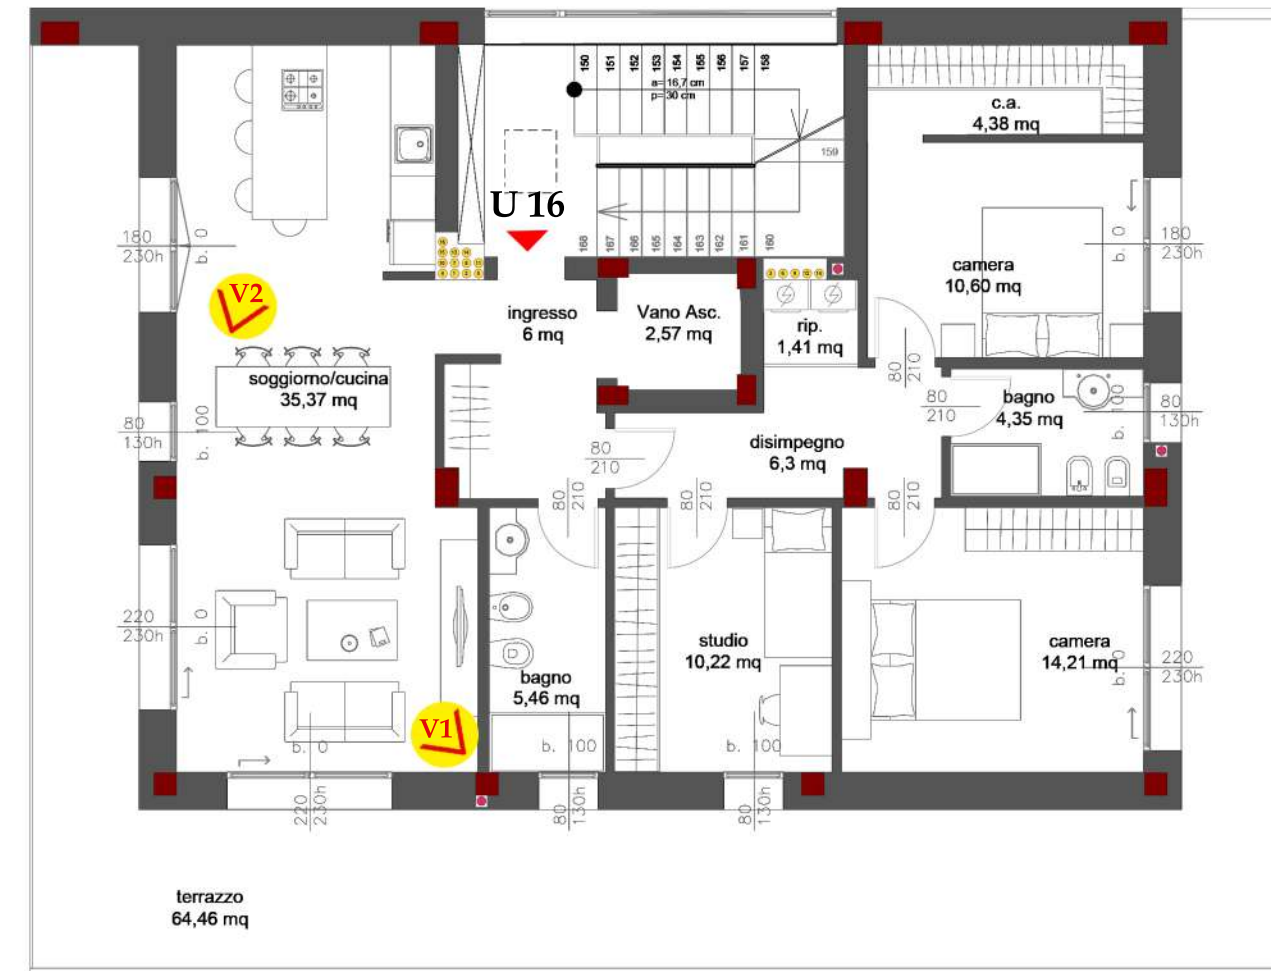 150
151
152
153
154
155
156
157
158
a= 16,7 cm
p= 30 cm
159
c.a.
4,38 mq
U 16
168
167
166
165
164
163
162
161
160
180
230h
b. 0
V2
ingresso
6 mq
Vano Asc.
2,57 mq
rip.
1,41 mq
camera
10,60 mq
180
230h
b. 0
soggiorno/cucina
35,37 mq
80
130h
b. 100
80
210
80
210
bagno
4,35 mq
80
130h
b. 100
disimpegno
6,3 mq
80
210
80
210
80
210
80
210
220
230h
b. 0
studio
10,22 mq
camera
14,21 mq
220
230h
b. 0
bagno
5,46 mq
V1
b. 0
b. 100
b. 100
220
230h
80
130h
80
130h
terrazzo
64,46 mq